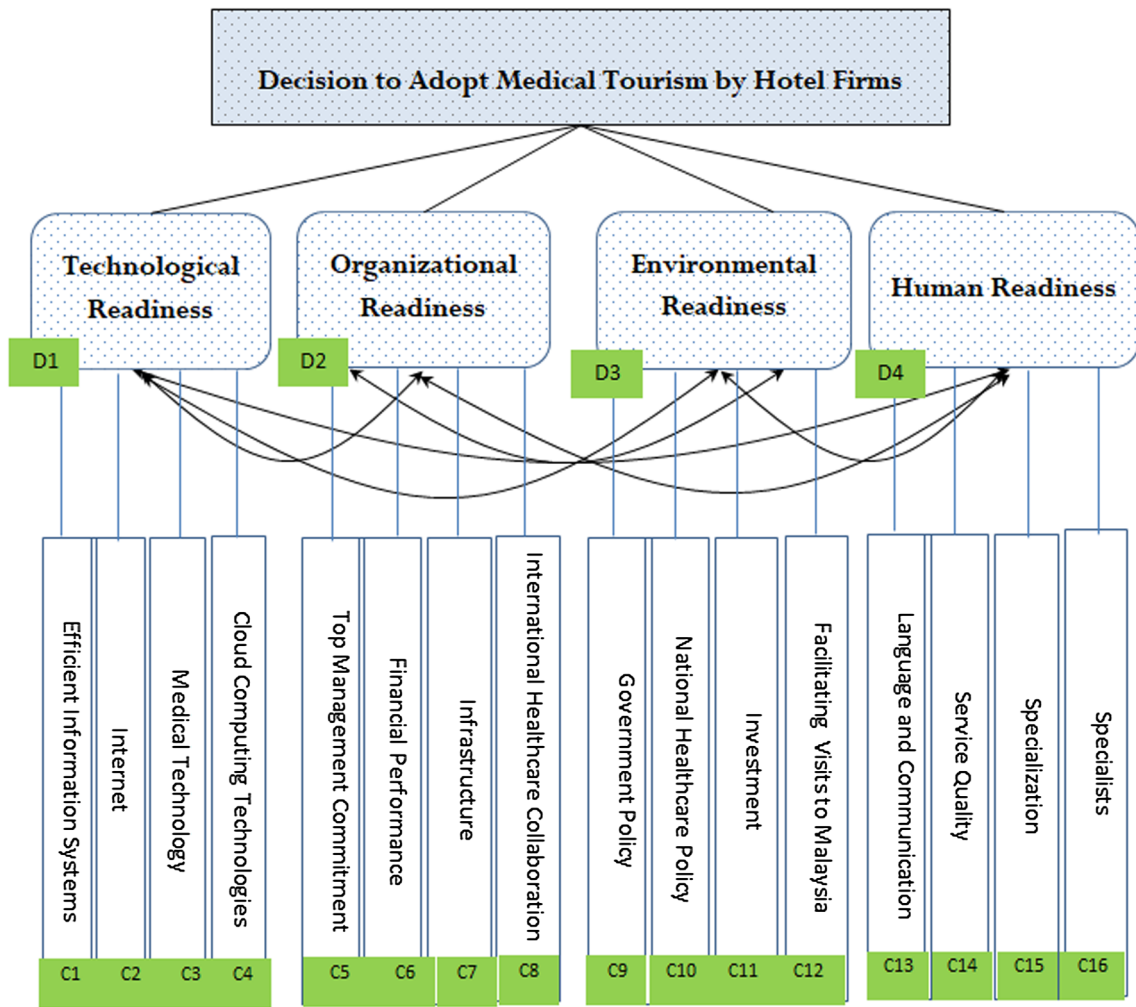 Decision to Adopt Medical Tourism by Hotel Firms
Technological
Readiness
D1
Organizational
Readiness
D2
Environmental
Readiness
D3
Human Readiness
D4
Efficient Information Systems
Internet
Medical Technology
Cloud Computing Technologies
Top Management Commitment
Financial Performance
Infrastructure
International Healthcare Collaboration
Government Policy
National Healthcare Policy
Investment
Facilitating Visits to Malaysia
Language and Communication
Service Quality
Specialization
Specialists
C1
C2
C3
C4
C5
C6
C7
C8
C9
C10
C11
C12
C13
C14
C15
C16